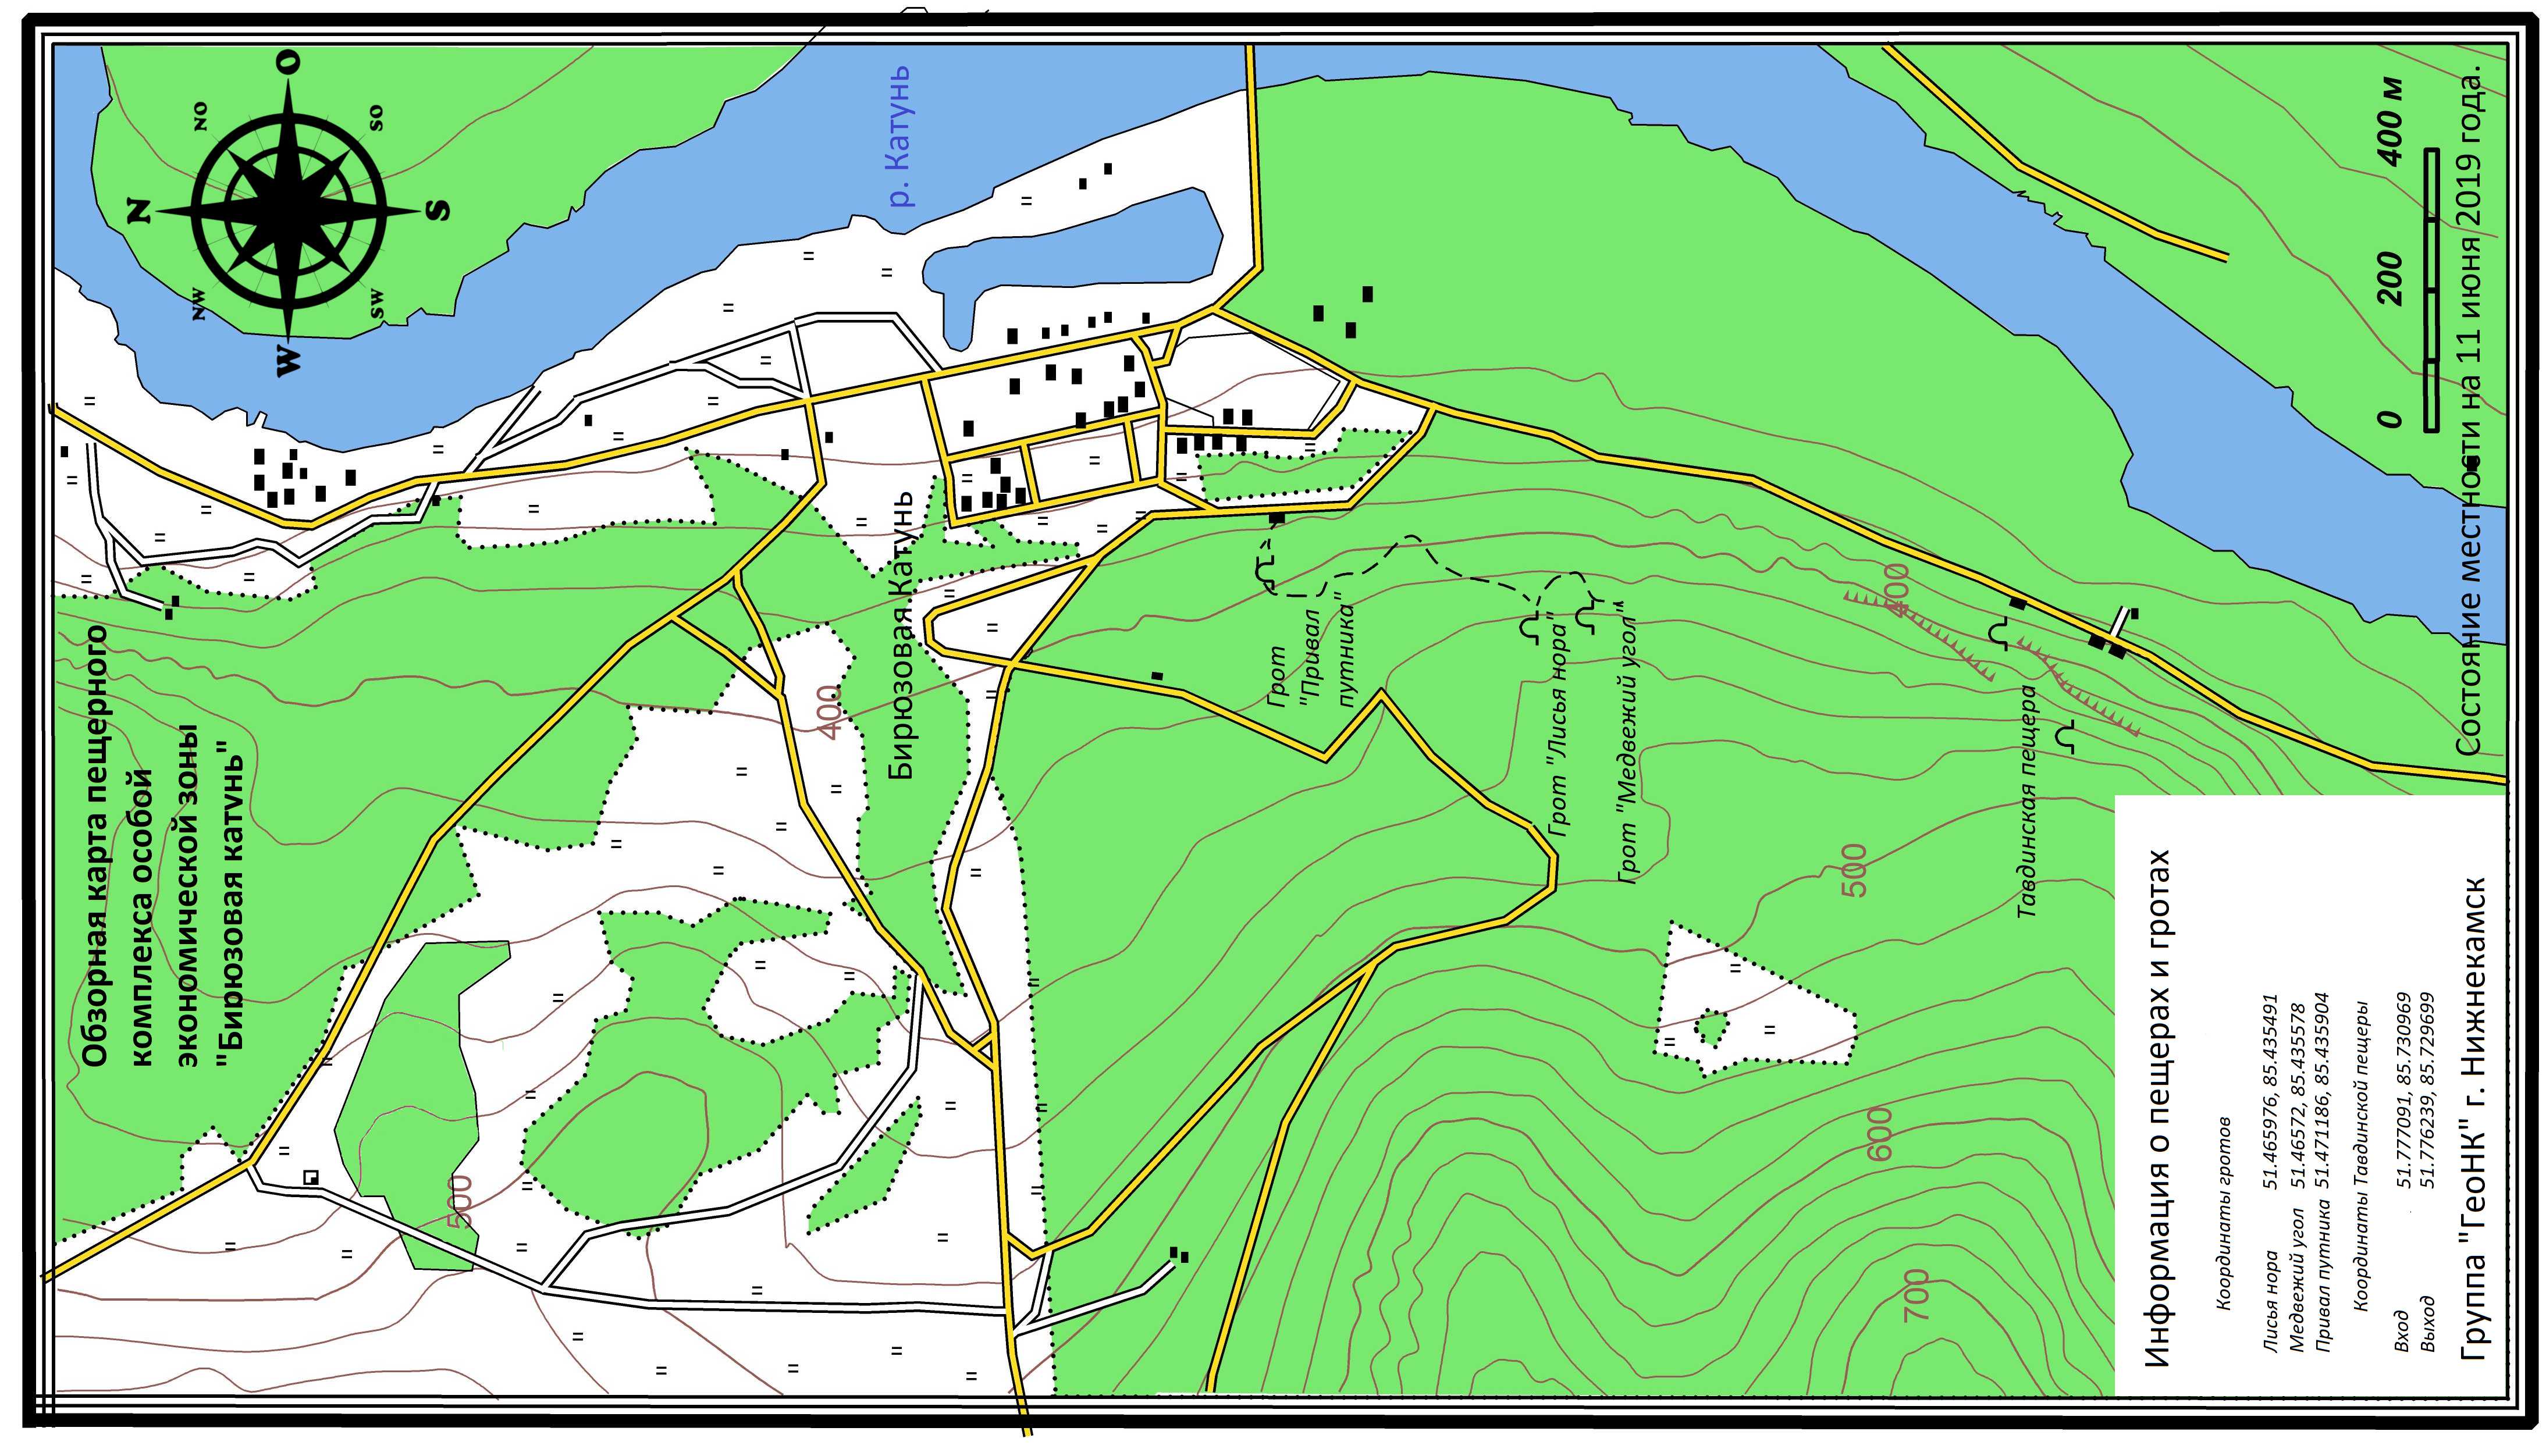 Обзорная карта пещерного
комплекса особой
экономической зоны
"Бирюзовая катунь"
N
NO
O
SO
S
SW
W
NW
р. Катунь
Бирюзовая Катунь
400
400
500
500
600
700
Грот
"Привал
путника"
Грот "Лисья нора"
Грот "Медвежий угол"
Тавдинская пещера
0 200 400 м
Состояние местности на 11 июня 2019 года.
Информация о пещерах и гротах
Координаты гротов
Лисья нора 51.465976, 85.435491
Медвежий угол 51.46572, 85.435578
Привал путника 51.471186, 85.435904
Координаты Тавдинской пещеры
Вход 51.777091, 85.730969
Выход 51.776239, 85.729699
Группа "ГеоНК" г. Нижнекамск